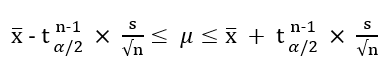 x̅ - t n-1 α/2 × s/√n ≤ μ ≤ x̅ + t n-1 α/2 × s/√n